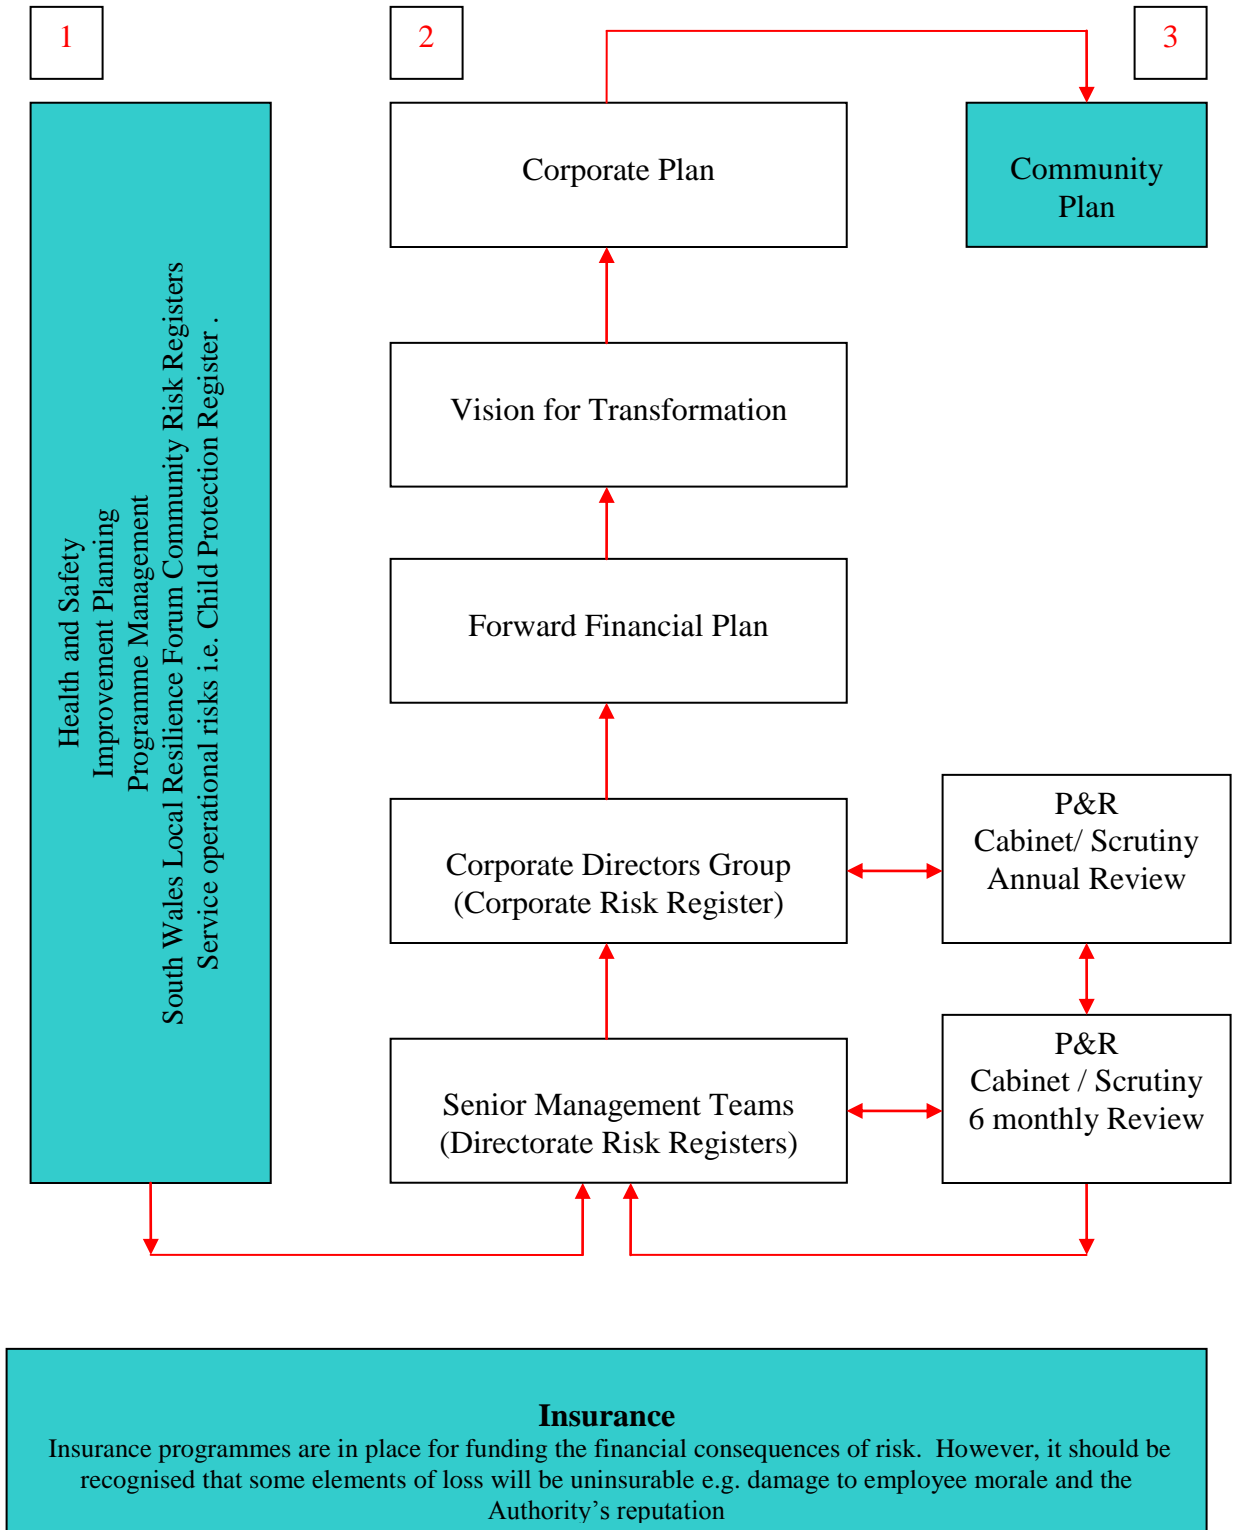 1
2
3
Health and Safety
Improvement Planning
Programme Management
South Wales Local Resilience Forum Community Risk Registers
Service operational risks i.e. Child Protection Register .
Corporate Plan
Community
Plan
Vision for Transformation
Forward Financial Plan
Corporate Directors Group
(Corporate Risk Register)
P&R
Cabinet/ Scrutiny
Annual Review
Senior Management Teams
(Directorate Risk Registers)
P&R
Cabinet / Scrutiny
6 monthly Review
Insurance
Insurance programmes are in place for funding the financial consequences of risk.  However, it should be
recognised that some elements of loss will be uninsurable e.g. damage to employee morale and the
Authority's reputation